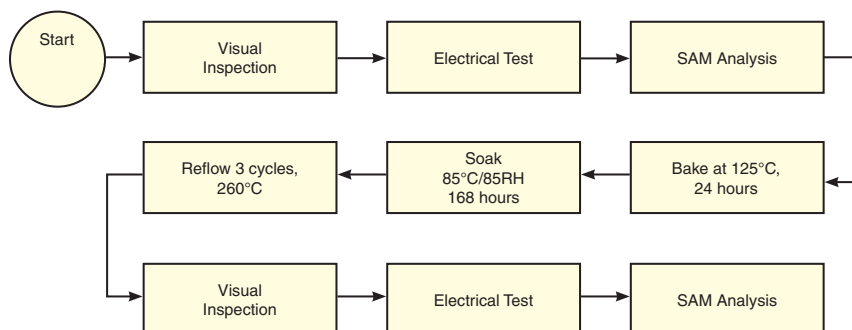 Start
Visual
Inspection
Electrical Test
SAM Analysis
Reflow 3 cycles,
260°C
Soak
85°C/85RH
168 hours
Bake at 125°C,
24 hours
Visual
Inspection
Electrical Test
SAM Analysis